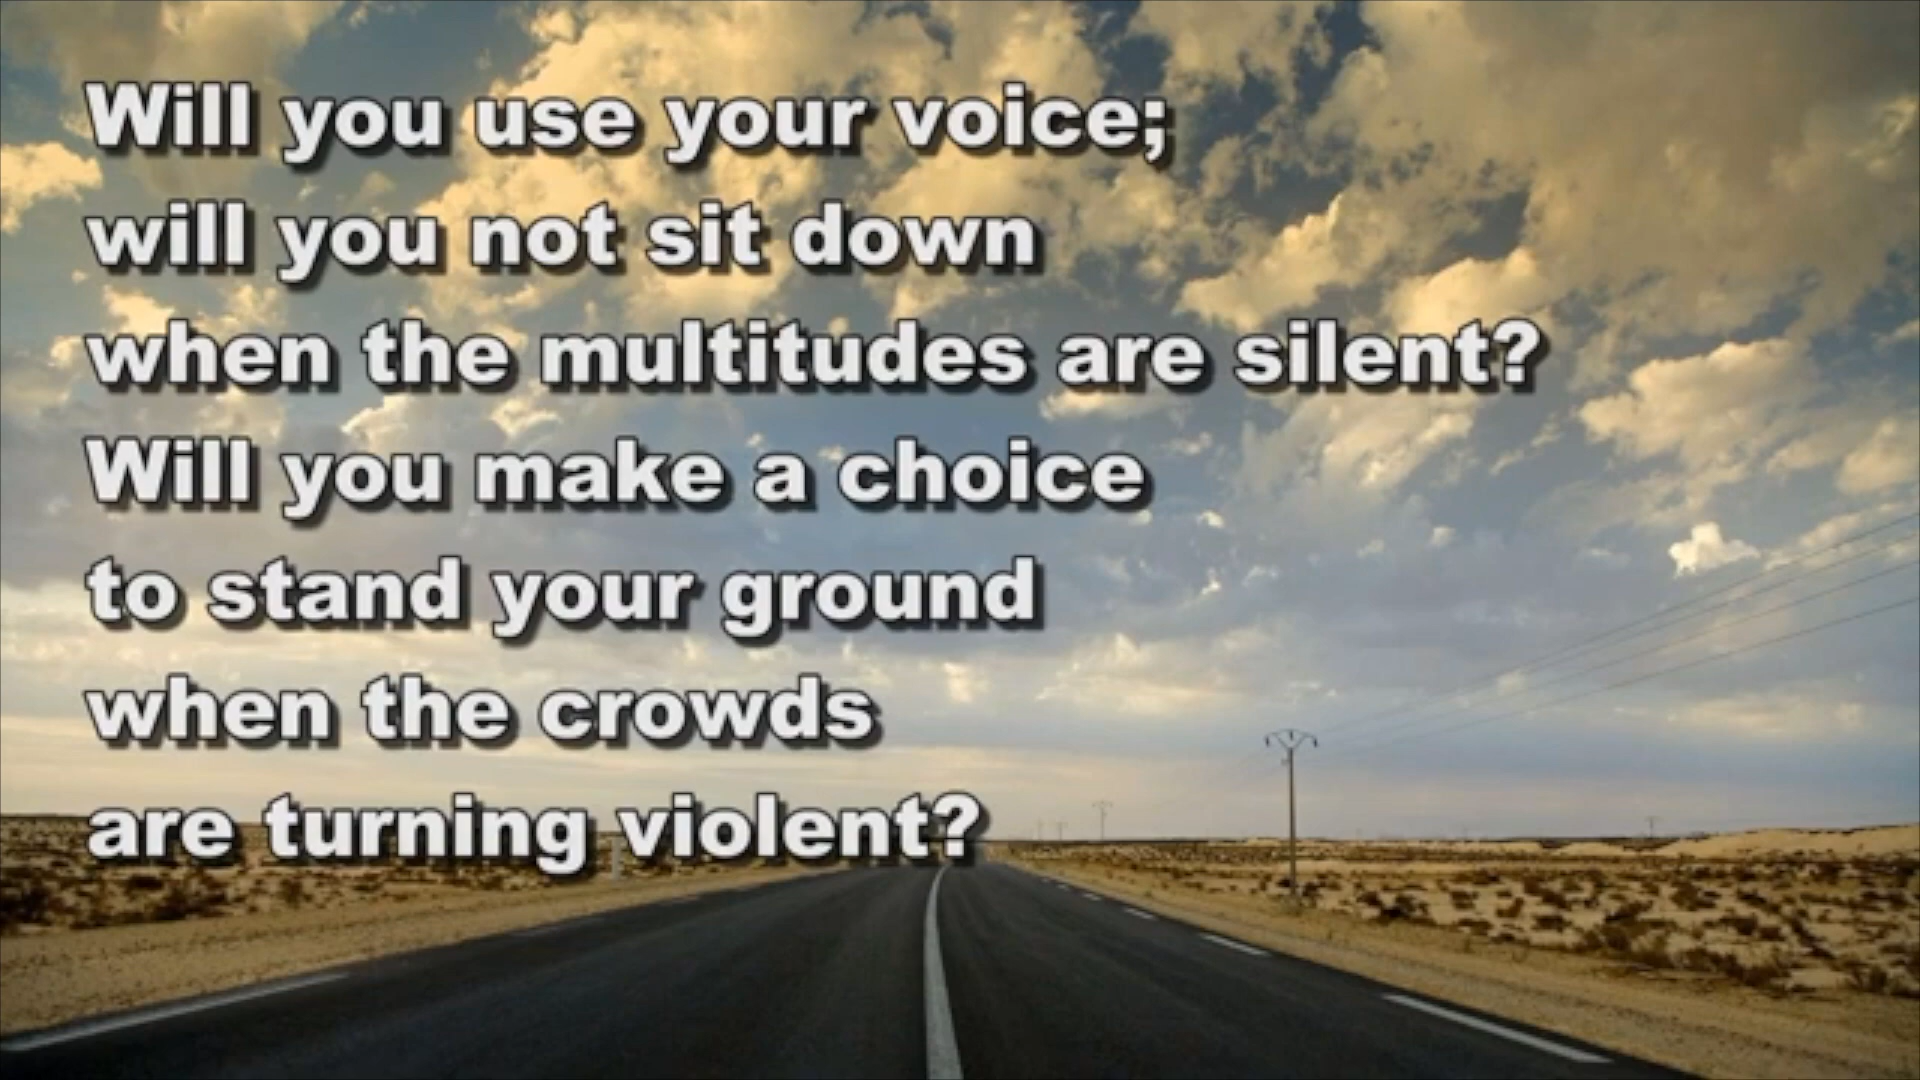 Will you use your voice;
will you not sit down
when the multitudes are silent?
Will you make a choice
to stand your ground
when the crowds
are turning violent?